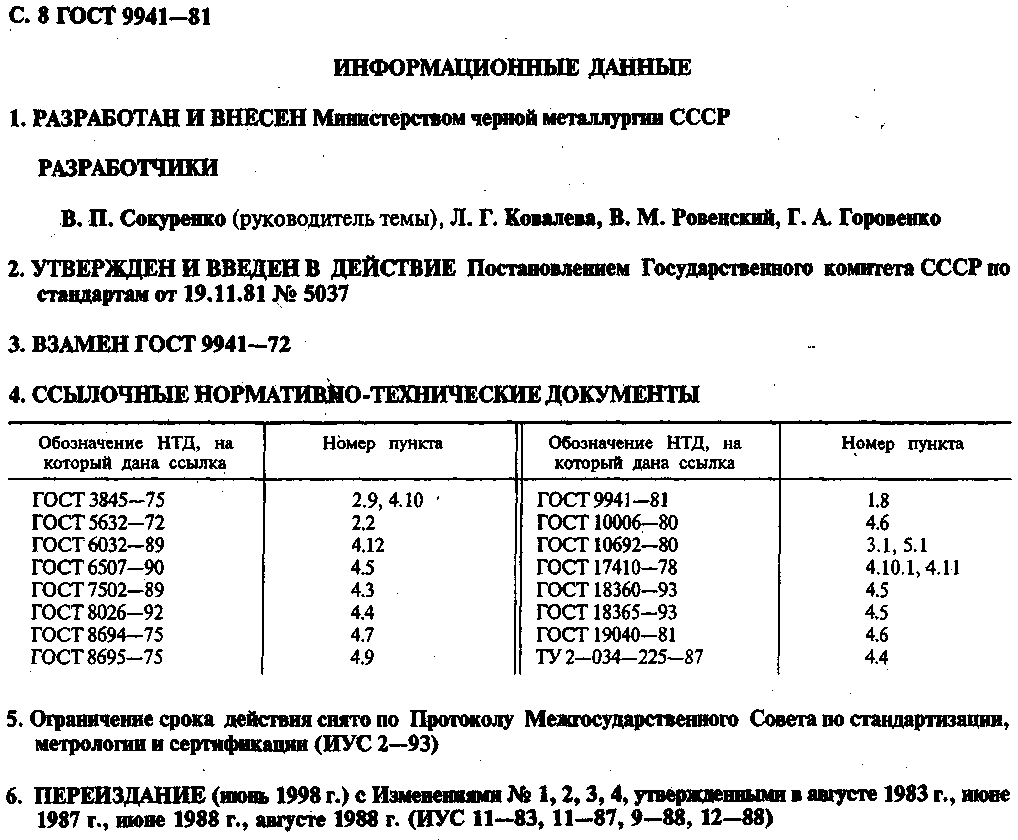 С. 8 ГОСТ 9941—81
ИНФОРМАЦИОННЫЕ ДАННЫЕ
1. РАЗРАБОТАН И ВНЕСЕН Министерством черной металлургии СССР
РАЗРАБОТЧИКИ
В. П. Сокуренко (руководитель темы), Л. Г. Ковалева, В. М. Ровенский, Г. А. Горовенко
2. УТВЕРЖДЕН И ВВЕДЕН В ДЕЙСТВИЕ Постановлением Государственного комитета СССР по
стандартам от 19.11.81 № 5037
3. ВЗАМЕН ГОСТ 9941—72
4. ССЫЛОЧНЫЕ НОРМАТИВНО-ТЕХНИЧЕСКИЕ ДОКУМЕНТЫ
Обозначение НТД, на Номер пункта Обозначение НТД, на Номер пункта
который дана ссылка который дана ссылка
ГОСТ 3845—75 2.9, 4.10 ГОСТ 9941—81 1.8
ГОСТ 5632—72 2.2 ГОСТ 10006—80 4.6
ГОСТ 6032—89 4.12 ГОСТ 10692—80 3.1, 5.1
ГОСТ 6507—90 4.5 ГОСТ 17410—78 4.10.1, 4.11
ГОСТ 7502—89 4.3 ГОСТ 18360—93 4.5
ГОСТ 8026—92 4.4 ГОСТ 18365—93 4.5
ГОСТ 8694—75 4.7 ГОСТ 19040—81 4.6
ГОСТ 8695—75 4.9 ТУ 2—034—225—87 4.4
5. Ограничение срока действия снято по Протоколу Межгосударственного Совета по стандартизации,
метрологии и сертификации (ИУС 2—93)
6. ПЕРЕИЗДАНИЕ (июнь 1998 г.) с Изменениями № 1, 2, 3, 4, утвержденными в августе 1983 г., июне
1987 г., июне 1988 г., августе 1988 г. (ИУС 11—83, 11—87, 9—88, 12—88)